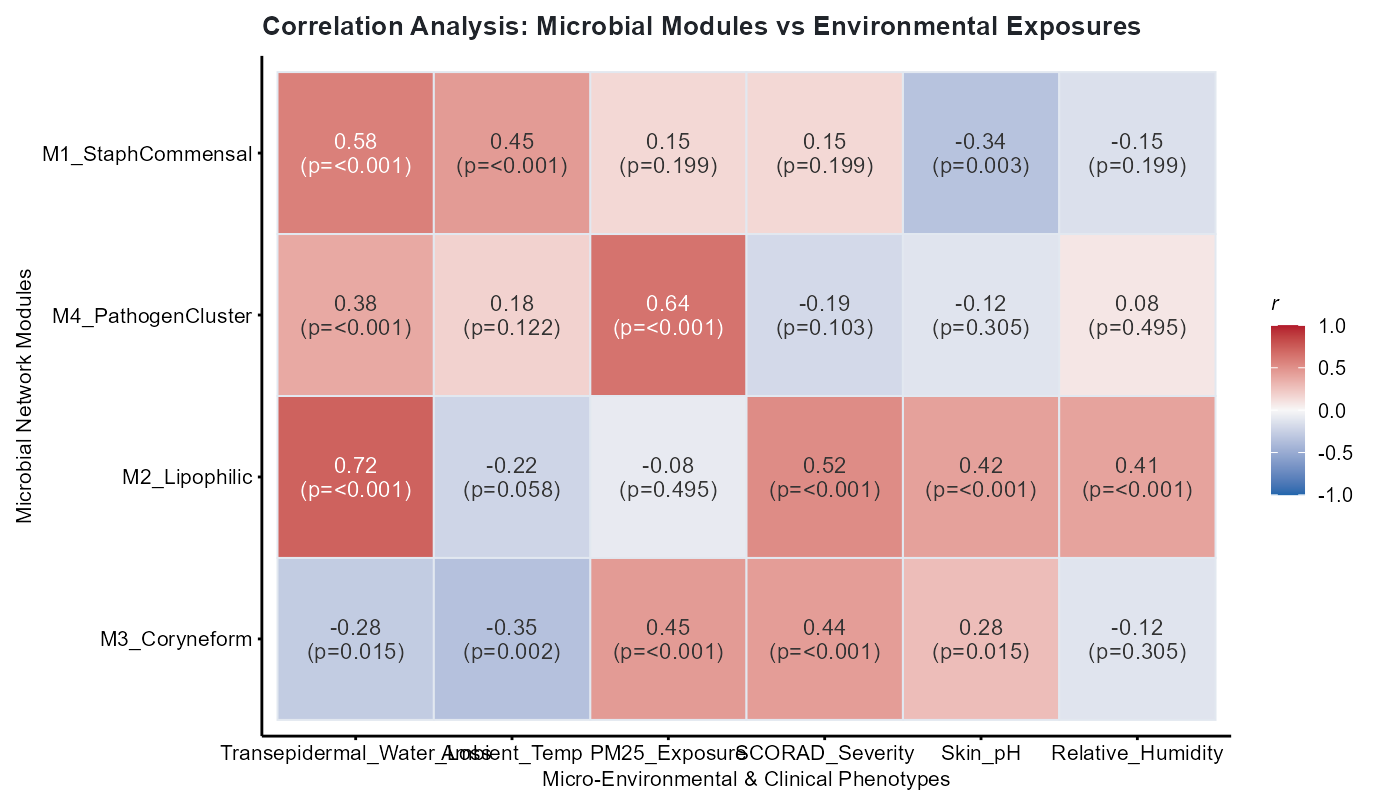 Correlation Analysis: Microbial Modules vs Environmental Exposures
Microbial Network Modules
M1_StaphCommensal
0.58
(p=<0.001)
0.45
(p=<0.001)
0.15
(p=0.199)
0.15
(p=0.199)
-0.34
(p=0.003)
-0.15
(p=0.199)
M4_PathogenCluster
0.38
(p=<0.001)
0.18
(p=0.122)
0.64
(p=<0.001)
-0.19
(p=0.103)
-0.12
(p=0.305)
0.08
(p=0.495)
M2_Lipophilic
0.72
(p=<0.001)
-0.22
(p=0.058)
-0.08
(p=0.495)
0.52
(p=<0.001)
0.42
(p=<0.001)
0.41
(p=<0.001)
M3_Coryneform
-0.28
(p=0.015)
-0.35
(p=0.002)
0.45
(p=<0.001)
0.44
(p=<0.001)
0.28
(p=0.015)
-0.12
(p=0.305)
Transepidermal_Water_Loss
Ambient_Temp
PM25_Exposure
SCORAD_Severity
Skin_pH
Relative_Humidity
Micro-Environmental & Clinical Phenotypes
r
1.0
0.5
0.0
-0.5
-1.0